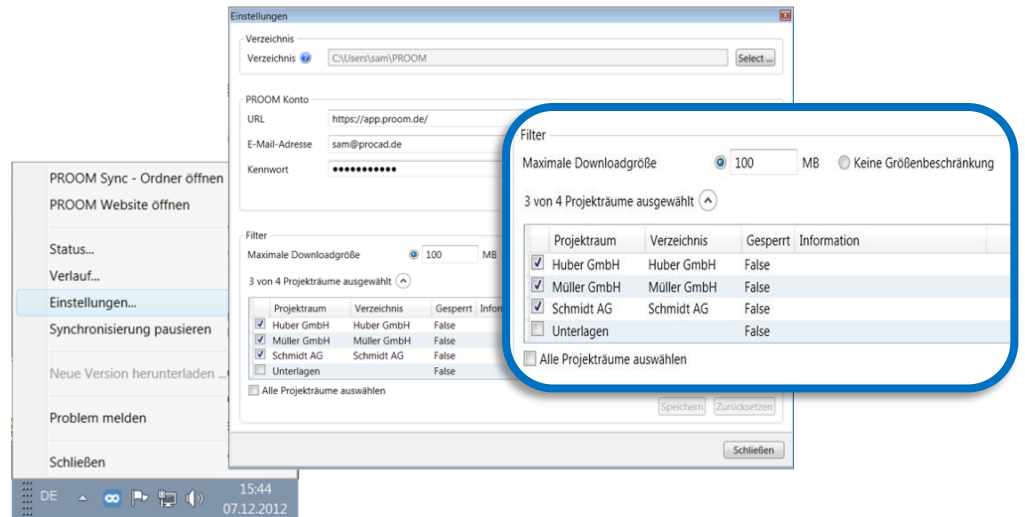 Einstellungen
Verzeichnis
Verzeichnis C:\Users\sam\PROOM Select ...
PROOM Konto
URL https://app.proom.de/
E-Mail-Adresse sam@procad.de
Kennwort
Filter
Maximale Downloadgröße 100 MB
3 von 4 Projekträume ausgewählt
Projektraum Verzeichnis Gesperrt
Huber GmbH Huber GmbH False
Müller GmbH Müller GmbH False
Schmidt AG Schmidt AG False
Unterlagen False
Alle Projekträume auswählen
Speichern Zurücksetzen
Schließen
Filter
Maximale Downloadgröße 100 MB Keine Größenbeschränkung
3 von 4 Projekträume ausgewählt
Projektraum Verzeichnis Gesperrt Information
Huber GmbH Huber GmbH False
Müller GmbH Müller GmbH False
Schmidt AG Schmidt AG False
Unterlagen False
Alle Projekträume auswählen
PROOM Sync - Ordner öffnen
PROOM Website öffnen
Status...
Verlauf...
Einstellungen...
Synchronisierung pausieren
Neue Version herunterladen ...
Problem melden
Schließen
DE 15:44
07.12.2012